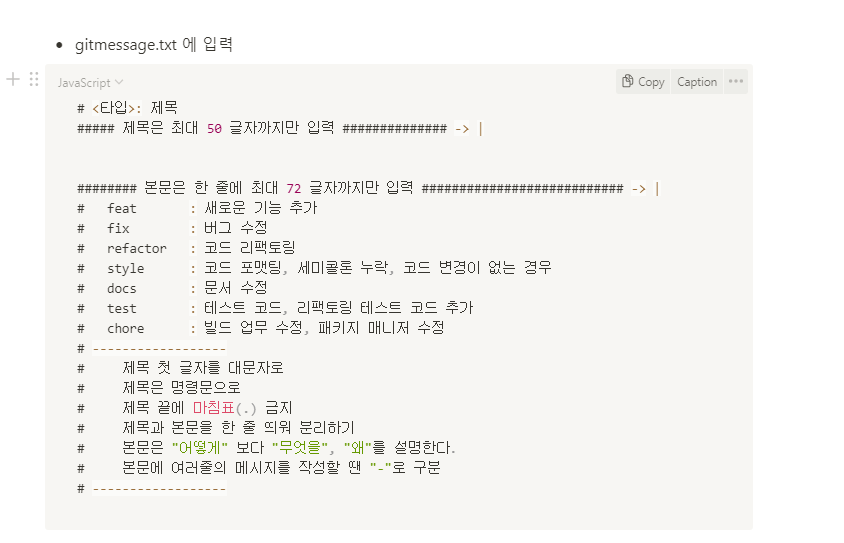 • gitmessage.txt 에 입력
JavaScript
Copy Caption •••
# <타입>: 제목
##### 제목은 최대 50 글자까지만 입력 ############## -> |
######## 본문은 한 줄에 최대 72 글자까지만 입력 ########################### -> |
#   feat       : 새로운 기능 추가
#   fix        : 버그 수정
#   refactor   : 코드 리팩토링
#   style      : 코드 포맷팅, 세미콜론 누락, 코드 변경이 없는 경우
#   docs       : 문서 수정
#   test       : 테스트 코드, 리팩토링 테스트 코드 추가
#   chore      : 빌드 업무 수정, 패키지 매니저 수정
# ------------------
#     제목 첫 글자를 대문자로
#     제목은 명령문으로
#     제목 끝에 마침표(.) 금지
#     제목과 본문을 한 줄 띄워 분리하기
#     본문은 "어떻게" 보다 "무엇을", "왜"를 설명한다.
#     본문에 여러줄의 메시지를 작성할 땐 "-"로 구분
# ------------------